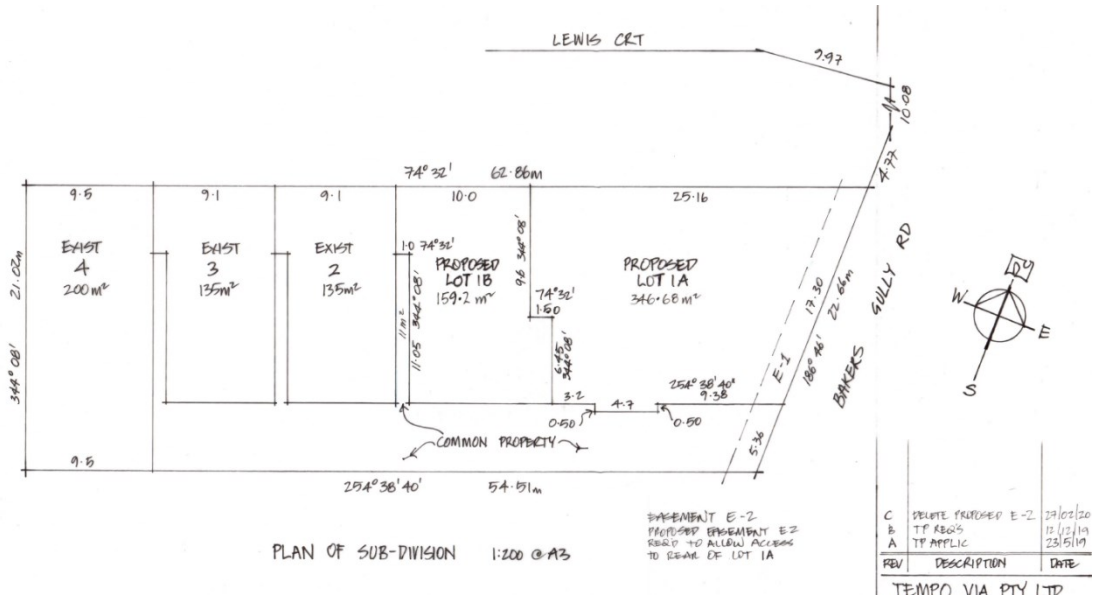 LEWIS CRT
9.97
10.08
4.77
74° 32' 62.86m
9.5
9.1
9.1
10.0
25.16
EXIST
4
200 m²
EXIST
3
135m²
EXIST
2
135m²
1.0 74°32'
PROPOSED
LOT 1B
159.2 m²
9.6 344°08'
PROPOSED
LOT 1A
346.68 m²
74°32'
1.50
21.02m
344° 08'
11m²
11.05 344°08'
6.45
344°08'
17.30
22.66m
186° 46'
E-1
BAKERS GULLY RD
W
E
S
254° 38' 40"
9.38
3.2
4.7
0.50
0.50
COMMON PROPERTY
5.36
9.5
254° 38' 40' 54.51m
EASEMENT E-2
PROPOSED EASEMENT E2
REQD TO ALLOW ACCESS
TO REAR OF LOT 1A
PLAN OF SUB-DIVISION 1:200 @ A3
C DELETE PROPOSED E-2 27/02/20
B TP REQ'S 12/12/19
A TP APPLIC 23/5/19
REV DESCRIPTION DATE
TEMPO VIA PTY LTD